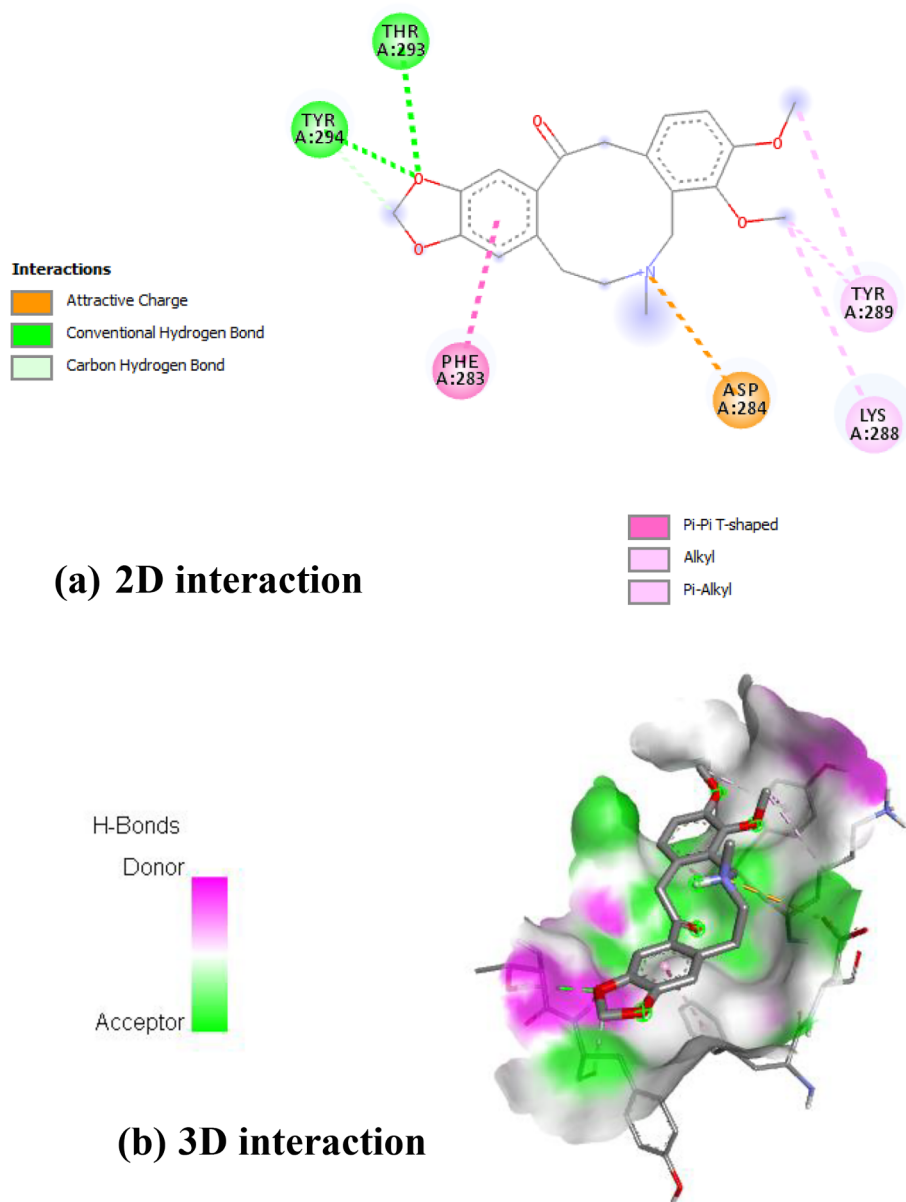 THR
A:293
TYR
A:294
O
O
O
O
O
+N
Interactions
Attractive Charge
Conventional Hydrogen Bond
Carbon Hydrogen Bond
PHE
A:283
ASP
A:284
TYR
A:289
LYS
A:288
Pi-Pi T-shaped
Alkyl
Pi-Alkyl
(a) 2D interaction
H-Bonds
Donor
Acceptor
(b) 3D interaction